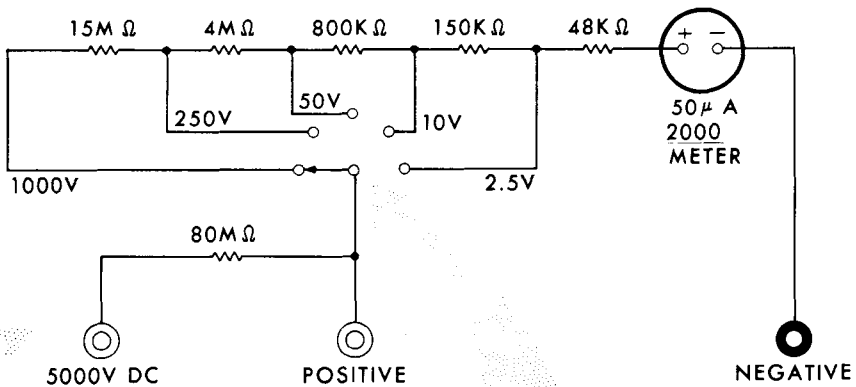 15M Ω
4M Ω
800K Ω
150K Ω
48K Ω
+ −
50μ A
2000
METER
50V
250V
10V
1000V
2.5V
80M Ω
5000V DC
POSITIVE
NEGATIVE